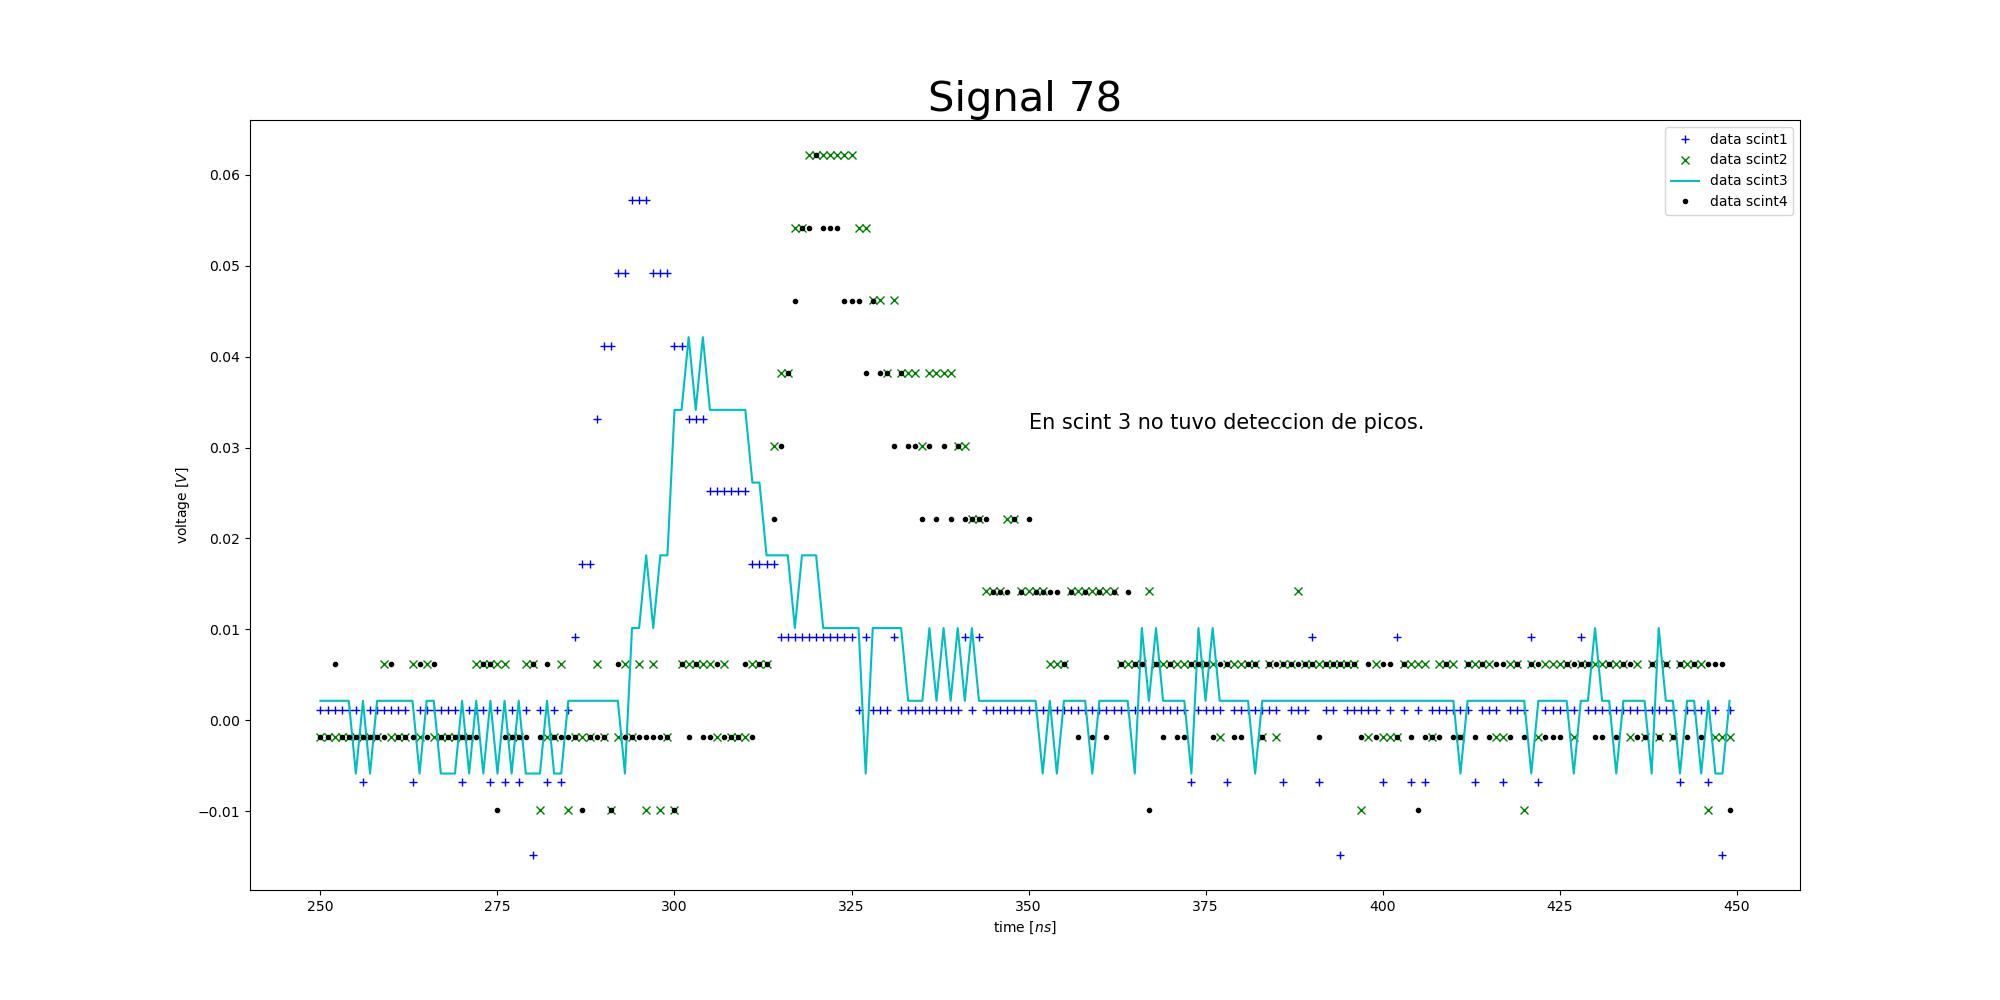 Signal 78
data scint1
data scint2
data scint3
data scint4
0.06
0.05
0.04
0.03
0.02
0.01
0.00
−0.01
voltage [V]
En scint 3 no tuvo deteccion de picos.
250 275 300 325 350 375 400 425 450
time [ns]